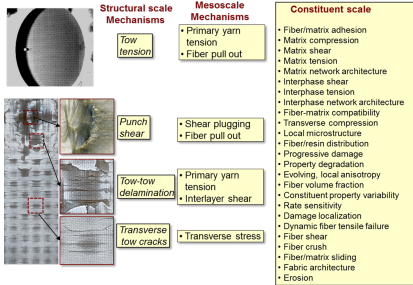 Structural scale
Mechanisms
Mesoscale
Mechanisms
Constituent scale
Tow
tension
• Primary yarn
tension
• Fiber pull out
Punch
shear
• Shear plugging
• Fiber pull out
Tow-tow
delamination
• Primary yarn
tension
• Interlayer shear
Transverse
tow cracks
• Transverse stress
• Fiber/matrix adhesion
• Matrix compression
• Matrix shear
• Matrix tension
• Matrix network architecture
• Interphase shear
• Interphase tension
• Interphase network architecture
• Fiber-matrix compatibility
• Transverse compression
• Local microstructure
• Fiber/resin distribution
• Progressive damage
• Property degradation
• Evolving, local anisotropy
• Fiber volume fraction
• Constituent property variability
• Rate sensitivity
• Damage localization
• Dynamic fiber tensile failure
• Fiber shear
• Fiber crush
• Fiber/matrix sliding
• Fabric architecture
• Erosion